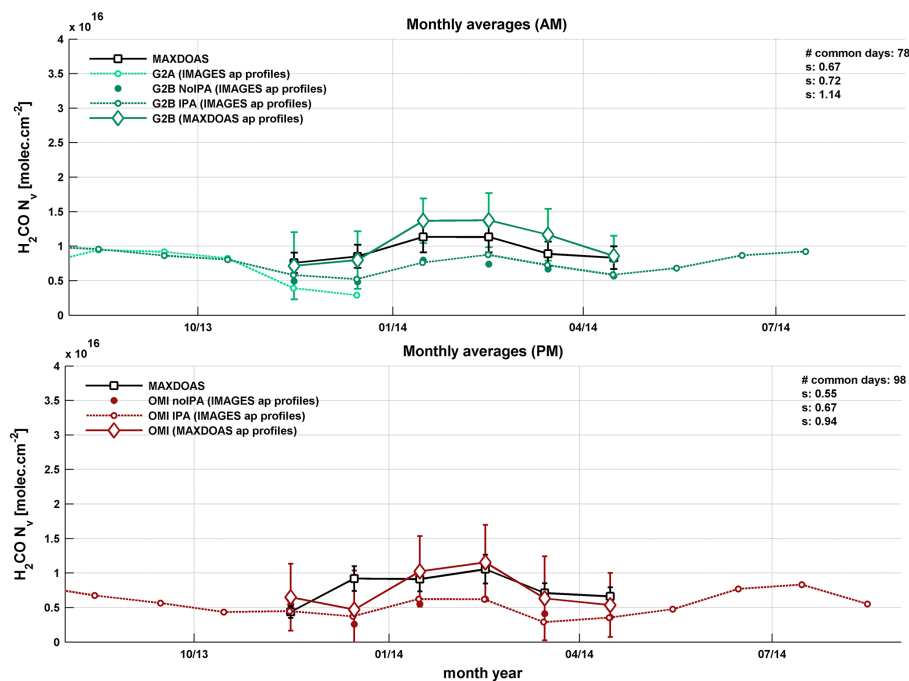 Monthly averages (AM)
x 10^16
4
3.5
3
2.5
2
1.5
1
0.5
0
H₂CO Nᵥ [molec.cm⁻²]
MAXDOAS
G2A (IMAGES ap profiles)
G2B NoIPA (IMAGES ap profiles)
G2B IPA (IMAGES ap profiles)
G2B (MAXDOAS ap profiles)
# common days: 78
s: 0.67
s: 0.72
s: 1.14
10/13 01/14 04/14 07/14
Monthly averages (PM)
x 10^16
4
3.5
3
2.5
2
1.5
1
0.5
0
H₂CO Nᵥ [molec.cm⁻²]
MAXDOAS
OMI noIPA (IMAGES ap profiles)
OMI IPA (IMAGES ap profiles)
OMI (MAXDOAS ap profiles)
# common days: 98
s: 0.55
s: 0.67
s: 0.94
10/13 01/14 04/14 07/14
month year